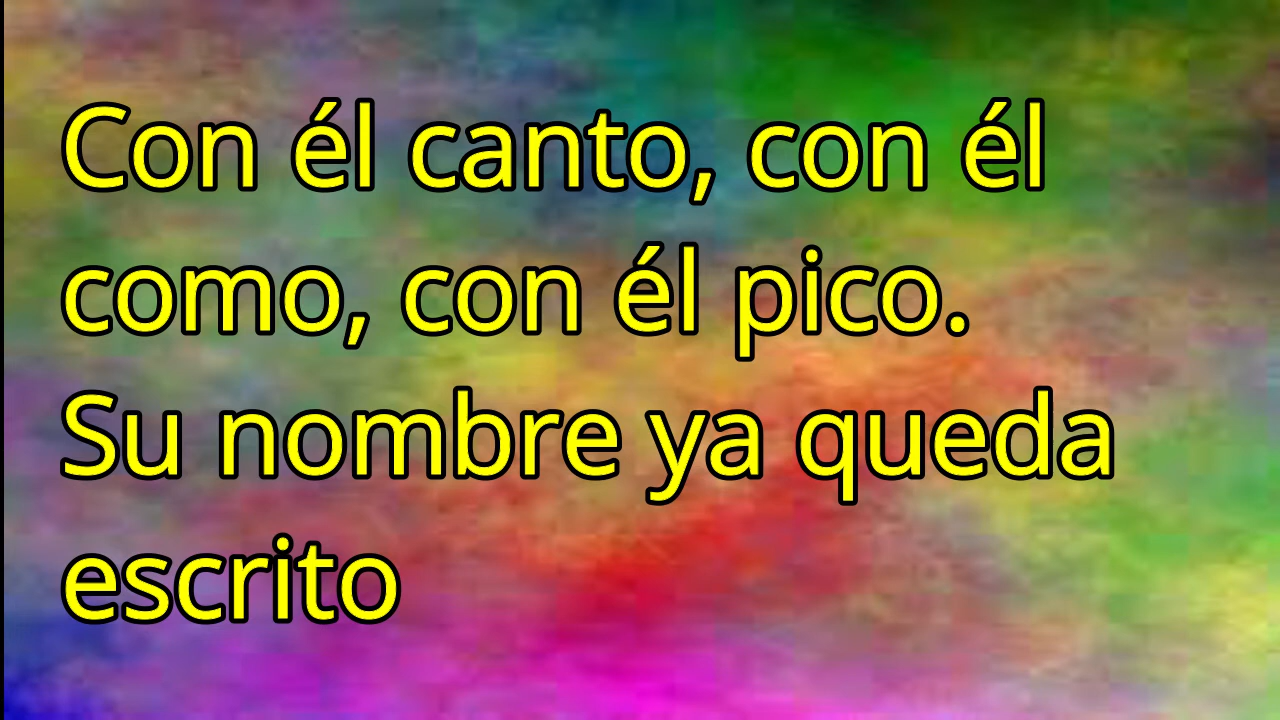 Con él canto, con él
como, con él pico.
Su nombre ya queda
escrito